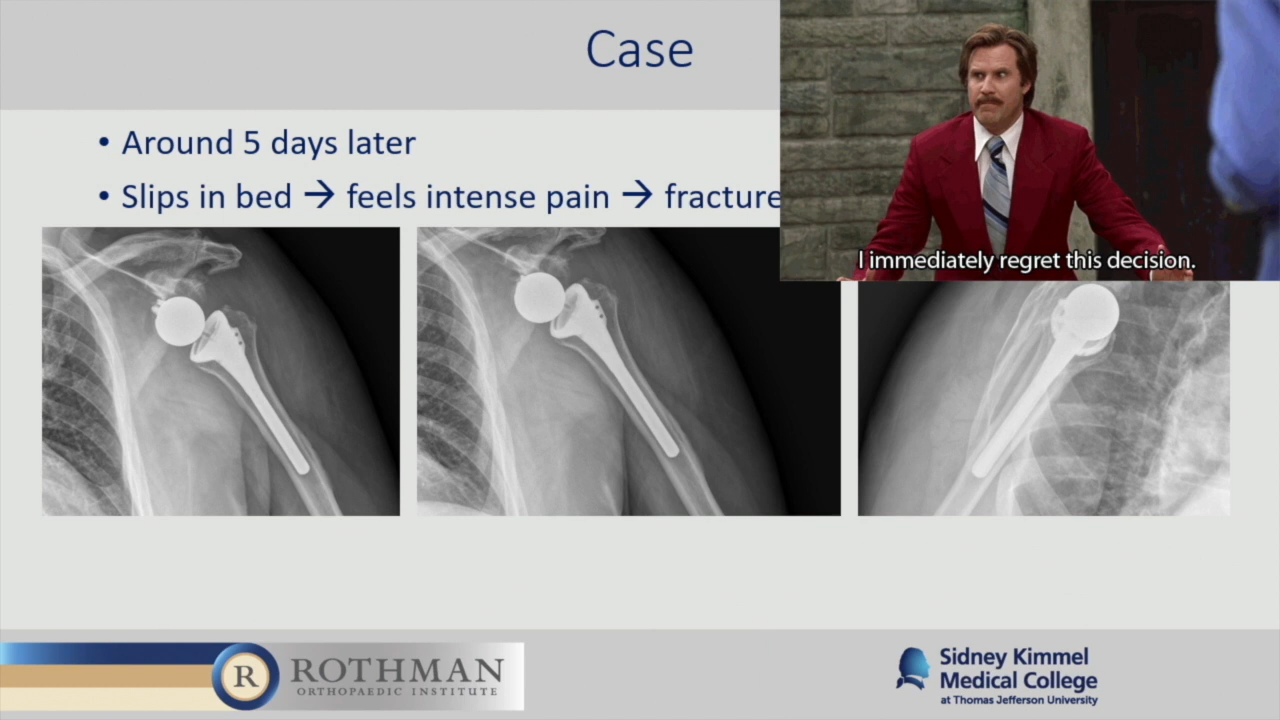 Case
• Around 5 days later
• Slips in bed → feels intense pain → fracture
I immediately regret this decision.
R
ROTHMAN
ORTHOPAEDIC INSTITUTE
Sidney Kimmel
Medical College
at Thomas Jefferson University